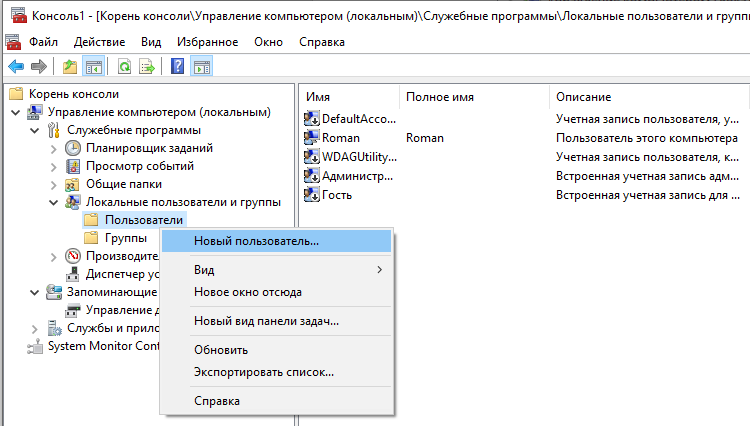 Консоль1 - [Корень консоли\Управление компьютером (локальным)\Служебные программы\Локальные пользователи и групп
Файл Действие Вид Избранное Окно Справка
Корень консоли
Управление компьютером (локальным)
Служебные программы
Планировщик заданий
Просмотр событий
Общие папки
Локальные пользователи и группы
Пользователи
Группы
Производите
Диспетчер ус
Запоминающие
Управление д
Службы и прило
System Monitor Cont
Имя Полное имя Описание
DefaultAcco... Учетная запись пользователя, у...
Roman Roman Пользователь этого компьютера
WDAGUtility... Учетная запись пользователя, к...
Администр... Встроенная учетная запись адм...
Гость Встроенная учетная запись для ...
Новый пользователь...
Вид
Новое окно отсюда
Новый вид панели задач...
Обновить
Экспортировать список...
Справка